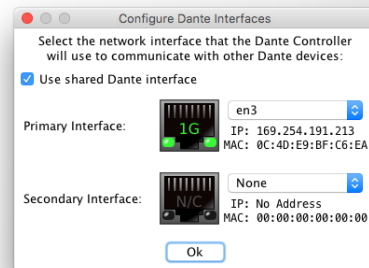 Configure Dante Interfaces
Select the network interface that the Dante Controller
will use to communicate with other Dante devices:
Use shared Dante interface
Primary Interface:
1G
en3
IP: 169.254.191.213
MAC: 0C:4D:E9:BF:C6:EA
Secondary Interface:
N/C
None
IP: No Address
MAC: 00:00:00:00:00:00
Ok